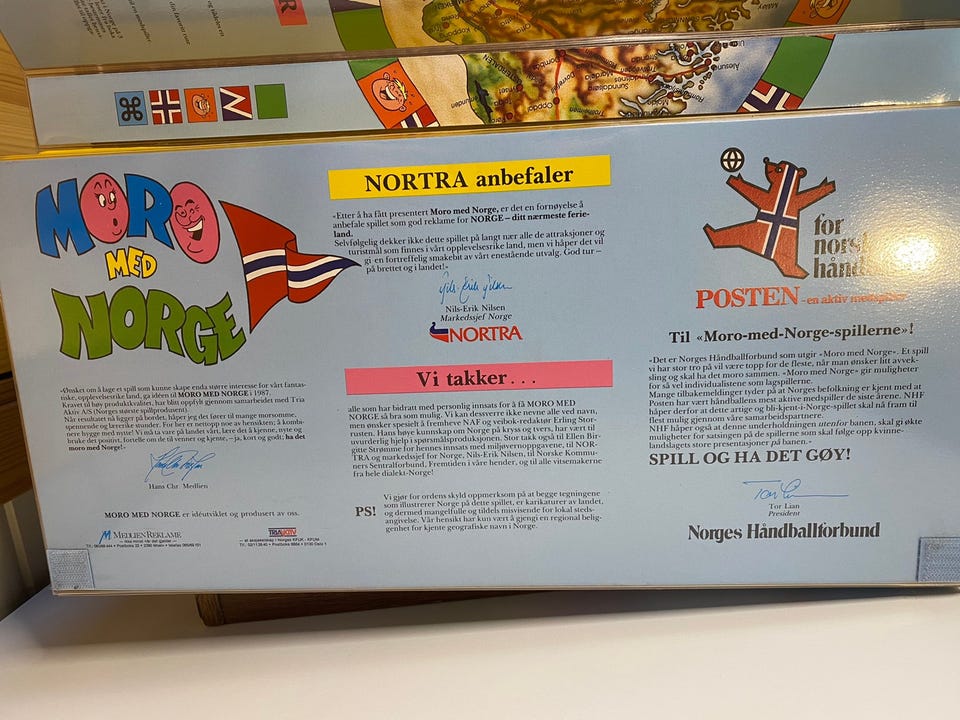 MORO
MED
NORGE
«Ønsket om å lage et spill som kunne skape enda større interesse for vårt fantas-
tiske, opplevelsesrike land, ga idéen til MORO MED NORGE i 1987.
Kravet til høy produktkvalitet, har blitt oppfylt gjennom samarbeidet med Tria
Aktiv A/S (Norges største spillprodusent).
Når resultatet nå ligger på bordet, håper jeg det fører til mange morsomme,
spennende og lærerike stunder. For her er nettopp noe av hensikten; å kombi-
nere hygge med nytte! Vi må ta vare på landet vårt, lære det å kjenne, nyte og
bruke det positivt, fortelle om de til venner og kjente, – ja, kort og godt; ha det
moro med Norge!»
Hans Chr. Medlien
MORO MED NORGE er idéutviklet og produsert av oss.
MEDLIENREKLAME
NORTRA anbefaler
«Etter å ha fått presentert Moro med Norge, er det en fornøyelse å
anbefale spillet som god reklame for NORGE – ditt nærmeste ferie-
land.
Selvfølgelig dekker ikke dette spillet på langt nær alle de attraksjoner og
turistmål som finnes i vårt opplevelsesrike land, men vi håper det vil
gi en fortreffelig smakebit av vårt enestående utvalg. God tur –
på brettet og i landet!»
Nils-Erik Nilsen
Markedssjef Norge
NORTRA
Vi takker...
alle som har bidratt med personlig innsats for å få MORO MED
NORGE så bra som mulig. Vi kan dessverre ikke nevne alle ved navn,
men ønsker spesielt å fremheve NAF og veibok-redaktør Erling Stor-
rusten. Hans høye kunnskap om Norge på kryss og tvers, har vært til
uvurderlig hjelp i spørsmålsproduksjonen. Stor takk også til Ellen Bir-
gitte Strømme for hennes innsats med miljøvernoppgavene, til NOR-
TRA og markedssjef for Norge, Nils-Erik Nilsen, til Norske Kommu-
ners Sentralforbund, Fremtiden i våre hender, og til alle vitsemakerne
fra hele dialekt-Norge!
PS!
Vi gjør for ordens skyld oppmerksom på at begge tegningene
som illustrerer Norge på dette spillet, er karikaturer av landet,
og dermed mangelfulle og tildels misvisende for lokal steds-
angivelse. Vår hensikt har kun vært å gjengi en regional belig-
genhet for kjente geografiske navn i Norge.
for
norsk
POSTEN - en aktiv medspiller
Til «Moro-med-Norge-spillerne»!
«Det er Norges Håndballforbund som utgir «Moro med Norge». Et spill
vi har stor tro på vil være topp for de fleste, når man ønsker litt avvek-
sling og skal ha det moro sammen. «Moro med Norge» gir muligheter
for så vel individualistene som lagspillerne.
Mange tilbakemeldinger tyder på at Norges befolkning er kjent med at
Posten har vært håndballens mest aktive medspiller de siste årene. NHF
håper derfor at dette artige og bli-kjent-i-Norge-spillet skal nå fram til
flest mulig gjennom våre samarbeidspartnere.
NHF håper også at denne underholdningen utenfor banen, skal gi økte
muligheter for satsingen på de spillerne som skal følge opp kvinne-
landslagets store presentasjoner på banen.»
SPILL OG HA DET GØY!
Tor Lian
President
Norges Håndballforbund